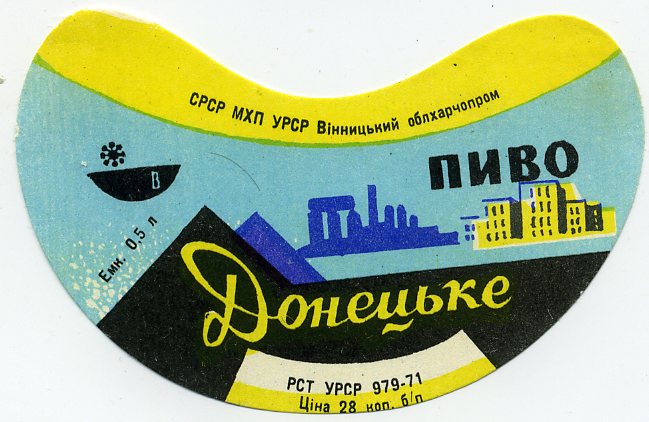 СРСР МХП УРСР Вінницький облхарчопром
ПИВО
В
Емк. 0,5 л
Донецьке
РСТ УРСР 979-71
Ціна 28 коп. б/п